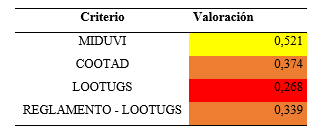 Criterio Valoración
MIDUVI 0,521
COOTAD 0,374
LOOTUGS 0,268
REGLAMENTO - LOOTUGS 0,339